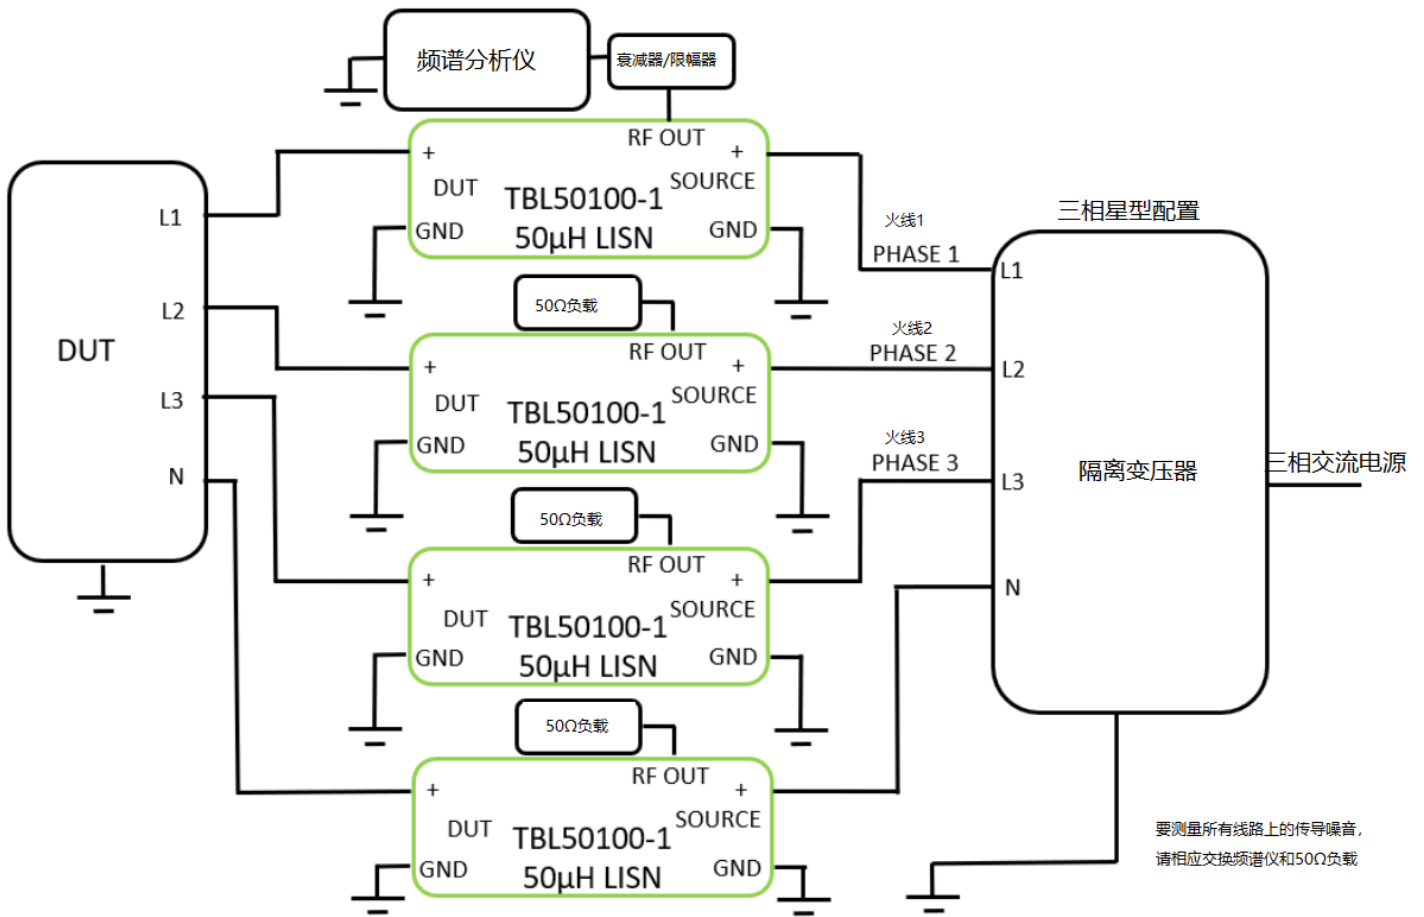 频谱分析仪
衰减器/限幅器
RF OUT
+
+
DUT
SOURCE
TBL50100-1
GND
50µH LISN
GND
L1
L2
L3
N
DUT
50Ω负载
RF OUT
+
+
DUT
SOURCE
TBL50100-1
GND
50µH LISN
GND
50Ω负载
RF OUT
+
+
DUT
SOURCE
TBL50100-1
GND
50µH LISN
GND
50Ω负载
RF OUT
+
+
DUT
SOURCE
TBL50100-1
GND
50µH LISN
GND
火线1
PHASE 1
火线2
PHASE 2
火线3
PHASE 3
三相星型配置
L1
L2
L3
N
隔离变压器
三相交流电源
要测量所有线路上的传导噪音，
请相应交换频谱仪和50Ω负载